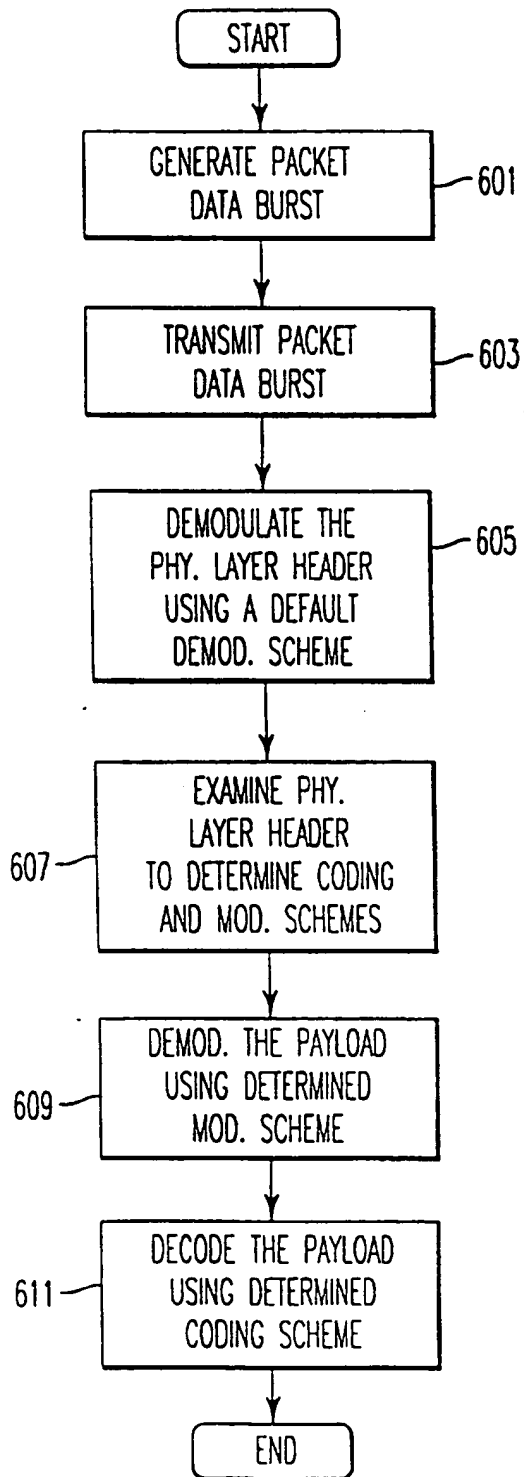 START
GENERATE PACKET
DATA BURST
601
TRANSMIT PACKET
DATA BURST
603
DEMODULATE THE
PHY. LAYER HEADER
USING A DEFAULT
DEMOD. SCHEME
605
EXAMINE PHY.
LAYER HEADER
TO DETERMINE CODING
AND MOD. SCHEMES
607
DEMOD. THE PAYLOAD
USING DETERMINED
MOD. SCHEME
609
DECODE THE PAYLOAD
USING DETERMINED
CODING SCHEME
611
END